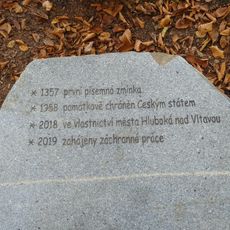 * 1357 první písemná zmínka
* 1958 památkově chráněn Českým státem
* 2018 ve vlastnictví města Hluboká nad Vltavou
* 2019 zahájeny záchranné práce